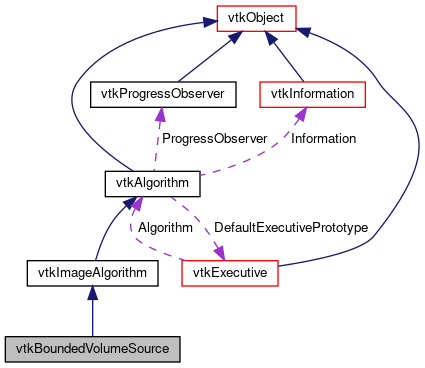 vtkObject
vtkProgressObserver
vtkInformation
ProgressObserver
Information
vtkAlgorithm
Algorithm
DefaultExecutivePrototype
vtkImageAlgorithm
vtkExecutive
vtkBoundedVolumeSource